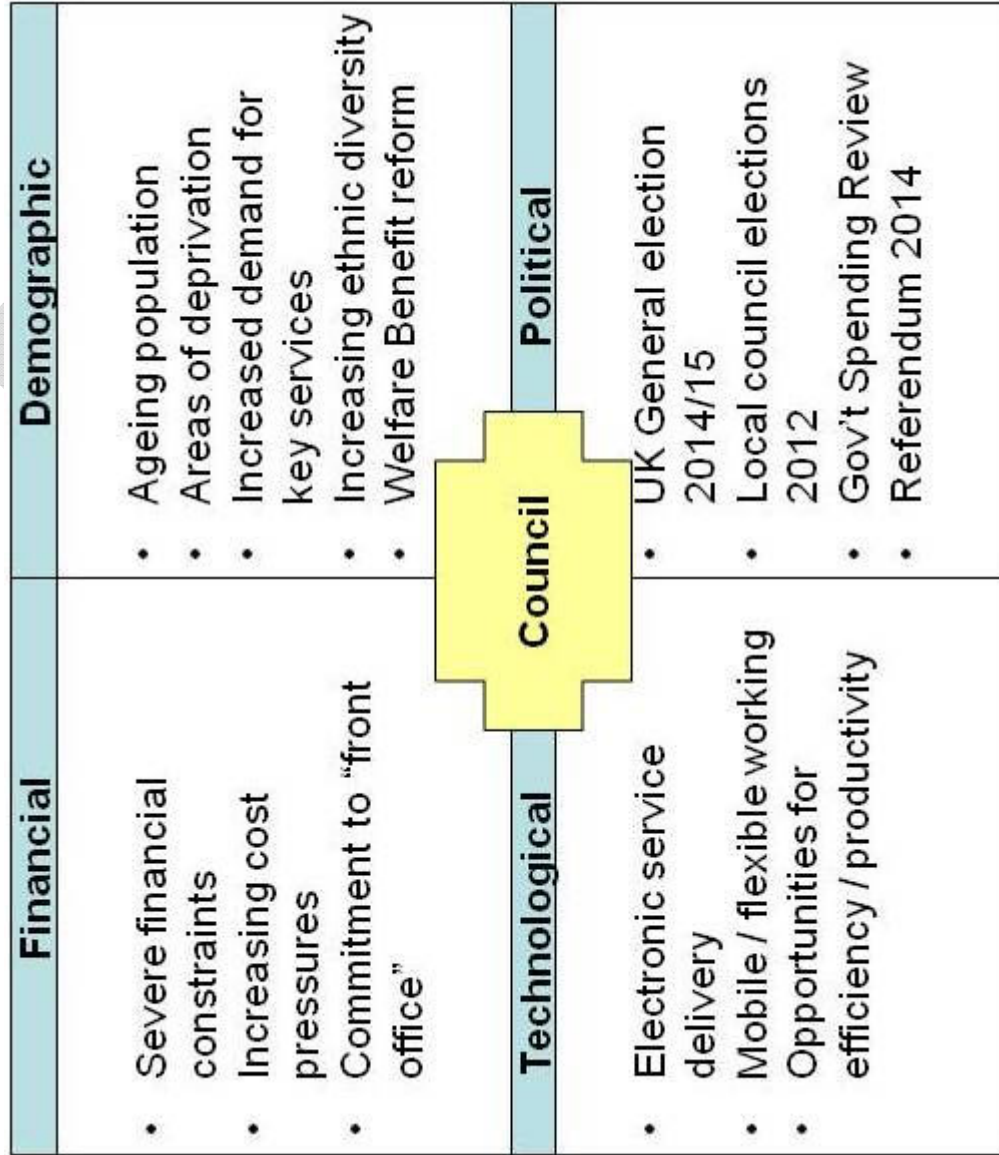 Financial
• Severe financial
constraints
• Increasing cost
pressures
• Commitment to “front
office”
Demographic
• Ageing population
• Areas of deprivation
• Increased demand for
key services
• Increasing ethnic diversity
• Welfare Benefit reform
Council
Technological
• Electronic service
delivery
• Mobile / flexible working
• Opportunities for
efficiency / productivity
Political
• UK General election
2014/15
• Local council elections
2012
• Gov’t Spending Review
• Referendum 2014